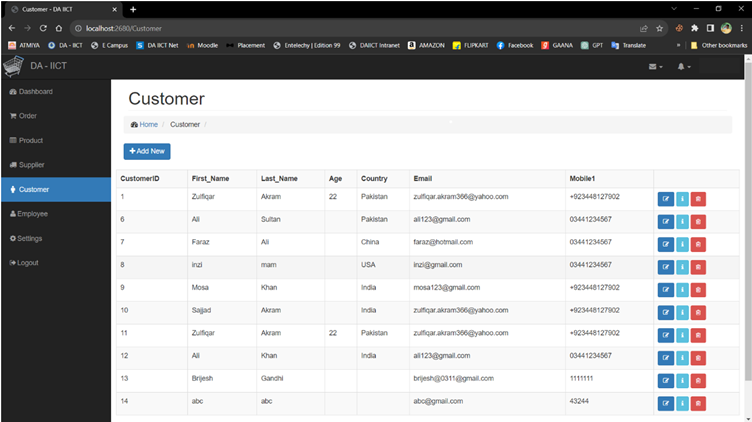 Customer - DA IICT
localhost:2680/Customer
ATMIYA DA - IICT E Campus DA IICT Net Moodle Placement Entelechy | Edition 99 DAIICT Intranet AMAZON FLIPKART Facebook GAANA GPT Translate » Other bookmarks
DA - IICT
Dashboard
Order
Product
Supplier
Customer
Employee
Settings
Logout
Customer
Home / Customer /
Add New
CustomerID First_Name Last_Name Age Country Email Mobile1
1 Zulfiqar Akram 22 Pakistan zulfiqar.akram366@yahoo.com +923448127902
6 Ali Sultan Pakistan ali123@gmail.com 03441234567
7 Faraz Ali China faraz@hotmail.com 03441234567
8 inzi mam USA inzi@gmail.com 03441234567
9 Mosa Khan India mosa123@gmail.com +923448127902
10 Sajjad Akram India zulfiqar.akram366@yahoo.com +923448127902
11 Zulfiqar Akram 22 Pakistan zulfiqar.akram366@yahoo.com +923448127902
12 Ali Khan India ali123@gmail.com 03441234567
13 Brijesh Gandhi brijesh@0311@gmail.com 1111111
14 abc abc abc@gmail.com 43244